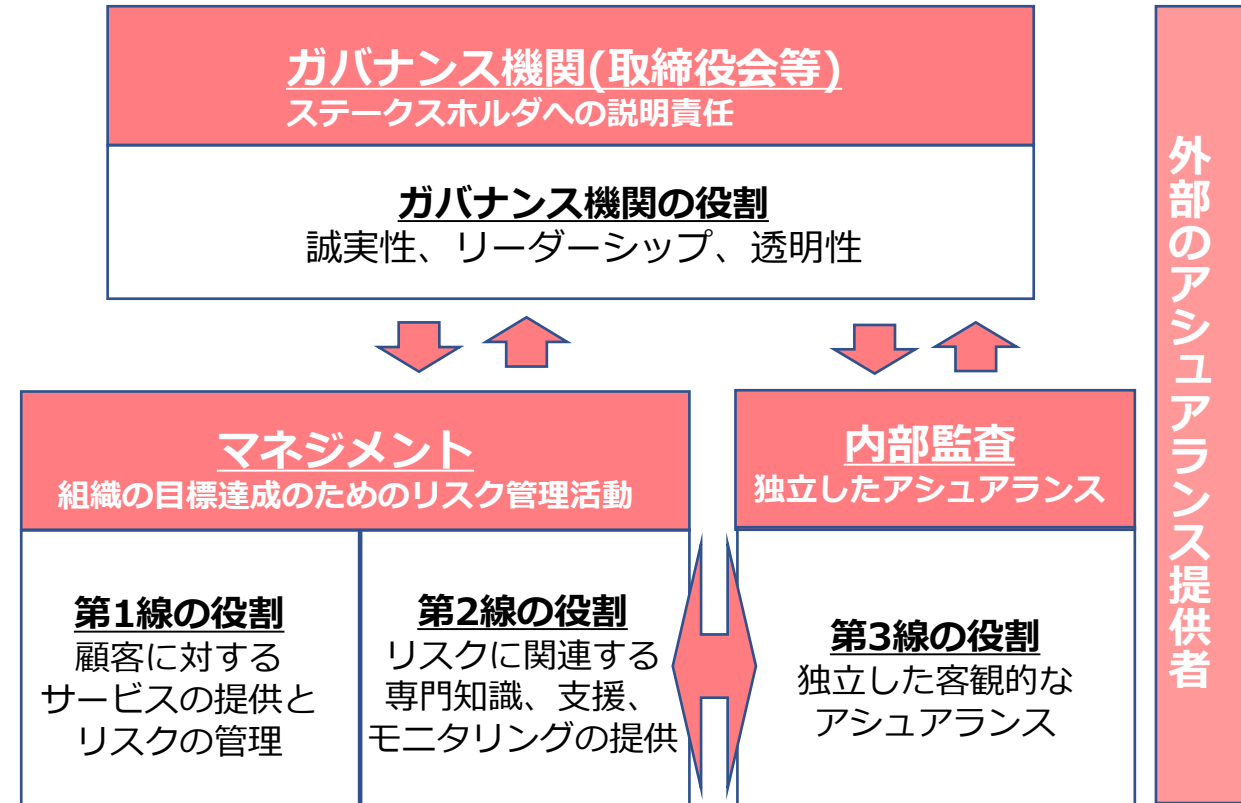 ガバナンス機関(取締役会等)
ステークスホルダへの説明責任
ガバナンス機関の役割
誠実性、リーダーシップ、透明性
マネジメント
組織の目標達成のためのリスク管理活動
第1線の役割
顧客に対する
サービスの提供と
リスクの管理
第2線の役割
リスクに関連する
専門知識、支援、
モニタリングの提供
内部監査
独立したアシュアランス
第3線の役割
独立した客観的な
アシュアランス
外部のアシュアランス提供者